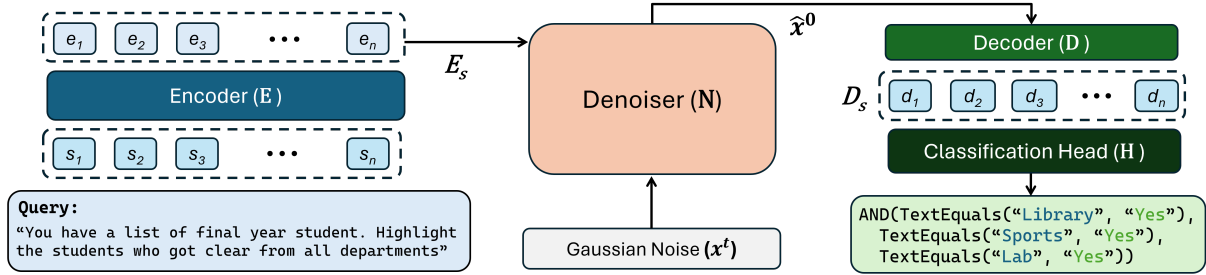 e1 e2 e3 ••• en
Encoder (E)
s1 s2 s3 ••• sn
Query:
“You have a list of final year student. Highlight
the students who got clear from all departments”
Es
Denoiser (N)
Gaussian Noise (x^t)
x̂^0
Decoder (D)
Ds
d1 d2 d3 ••• dn
Classification Head (H)
AND(TextEquals(“Library”, “Yes”),
TextEquals(“Sports”, “Yes”),
TextEquals(“Lab”, “Yes”))